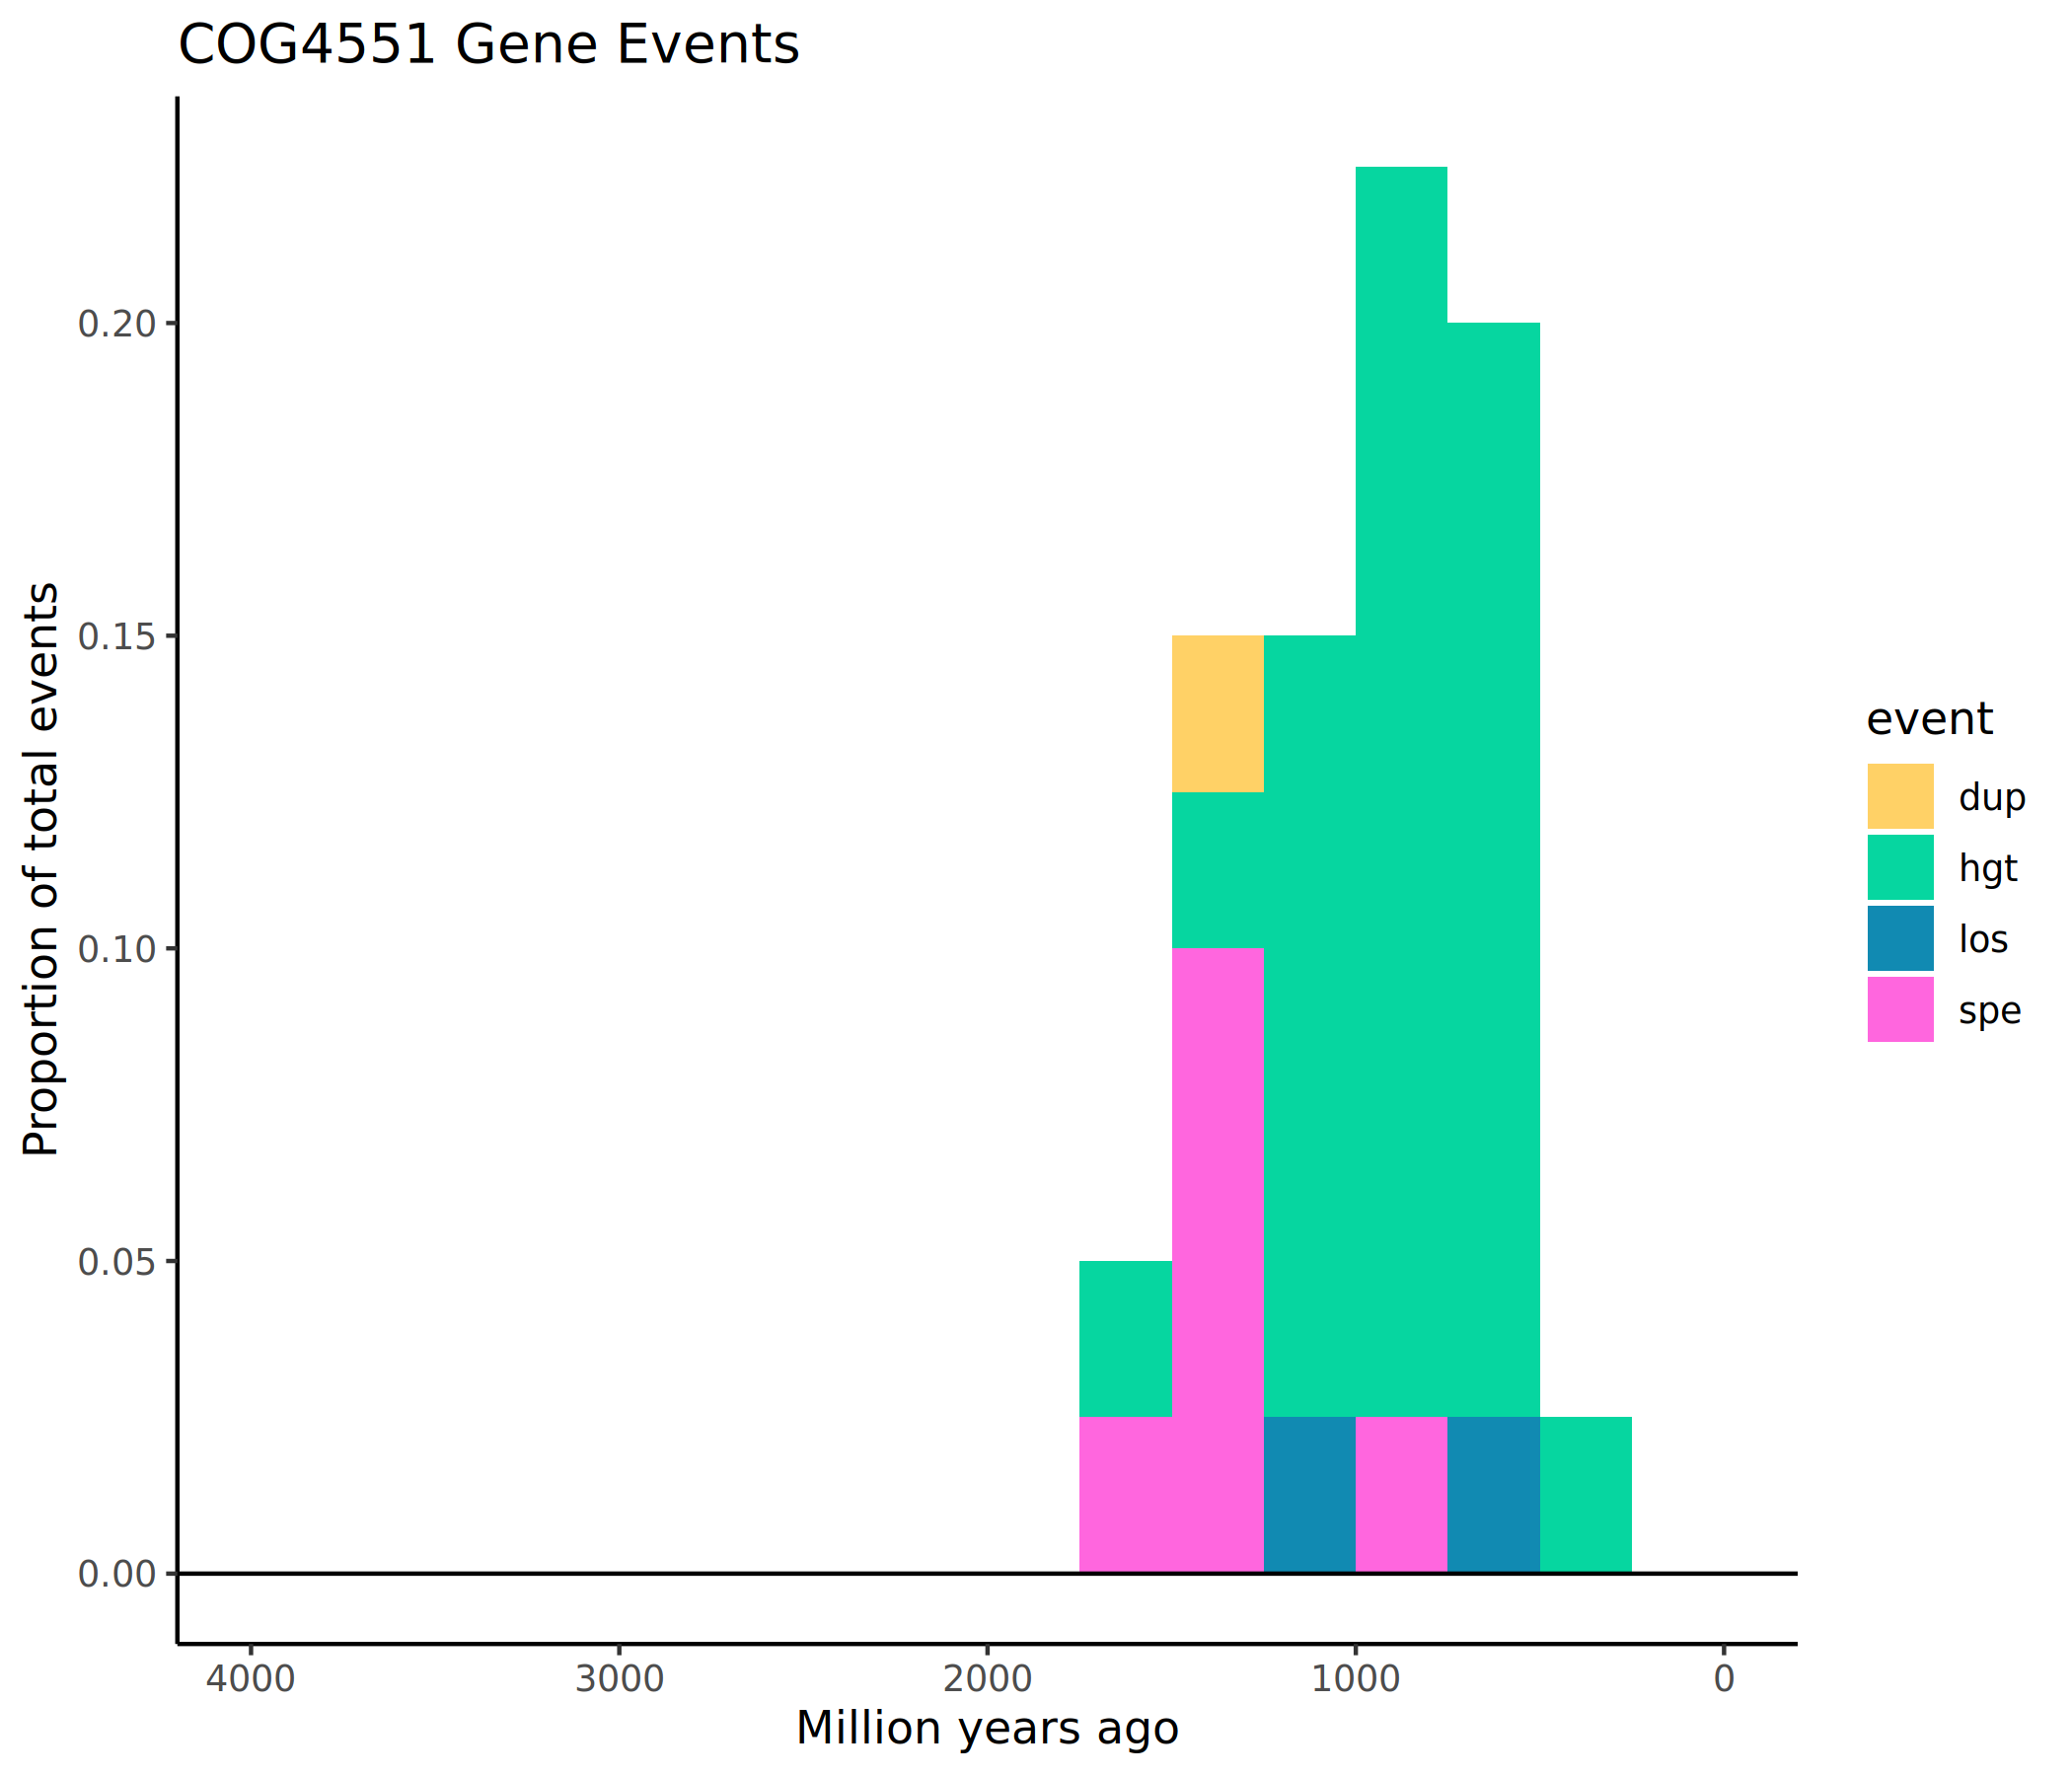 COG4551 Gene Events
Proportion of total events
0.20
0.15
0.10
0.05
0.00
4000 3000 2000 1000 0
Million years ago
event
dup
hgt
los
spe